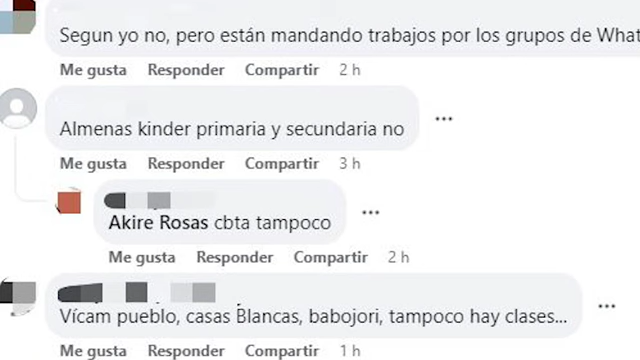 Segun yo no, pero están mandando trabajos por los grupos de What
Me gusta Responder Compartir 2 h
Almenas kinder primaria y secundaria no
Me gusta Responder Compartir 3 h
Akire Rosas cbta tampoco
Me gusta Responder Compartir 2 h
Vícam pueblo, casas Blancas, babojori, tampoco hay clases...
Me gusta Responder Compartir 1 h